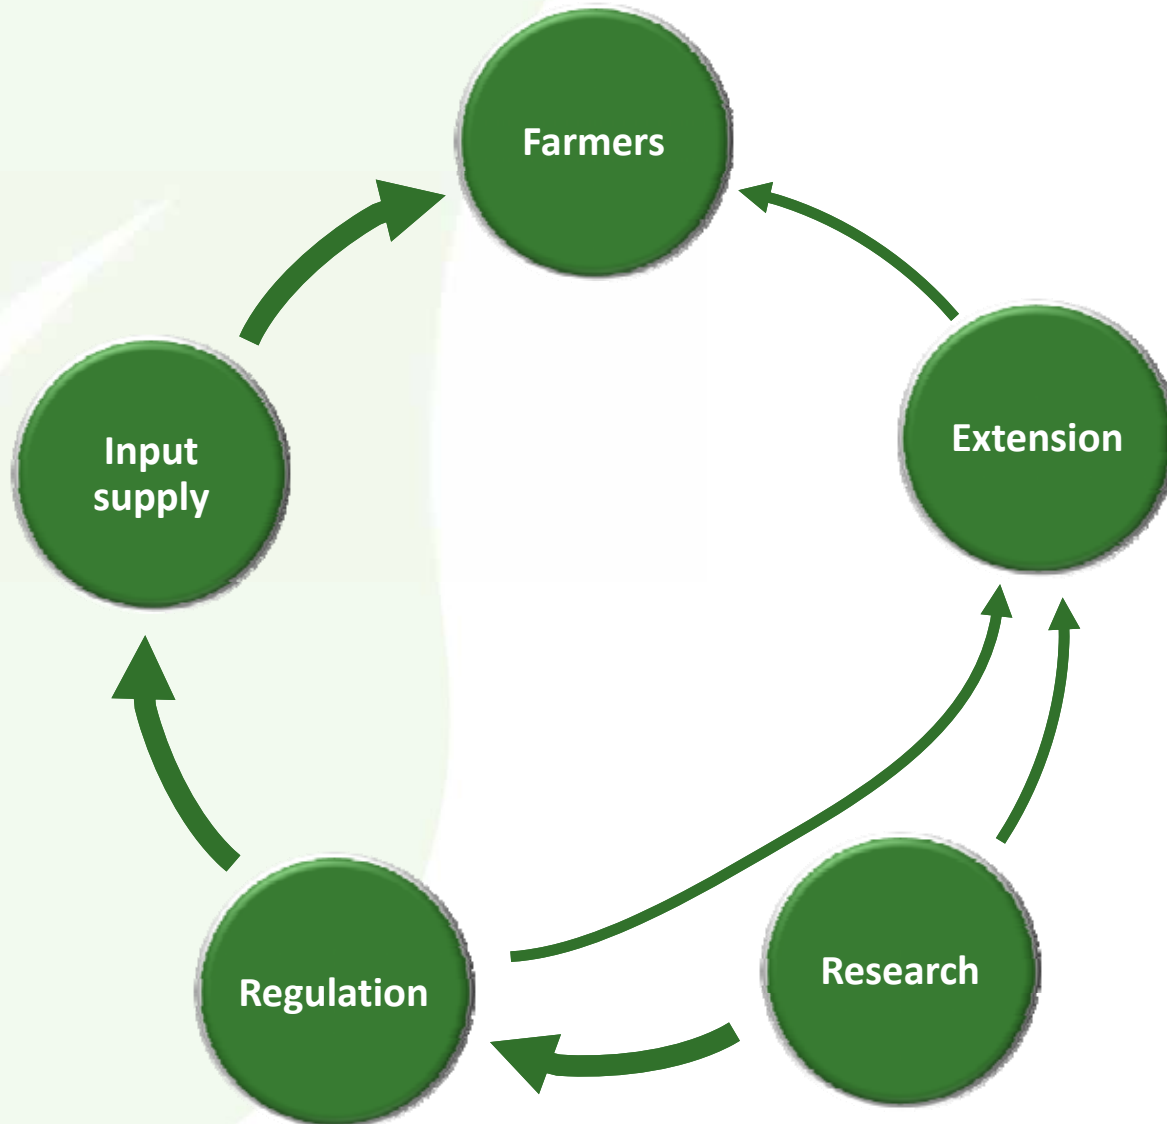 Farmers
Extension
Input
supply
Regulation
Research